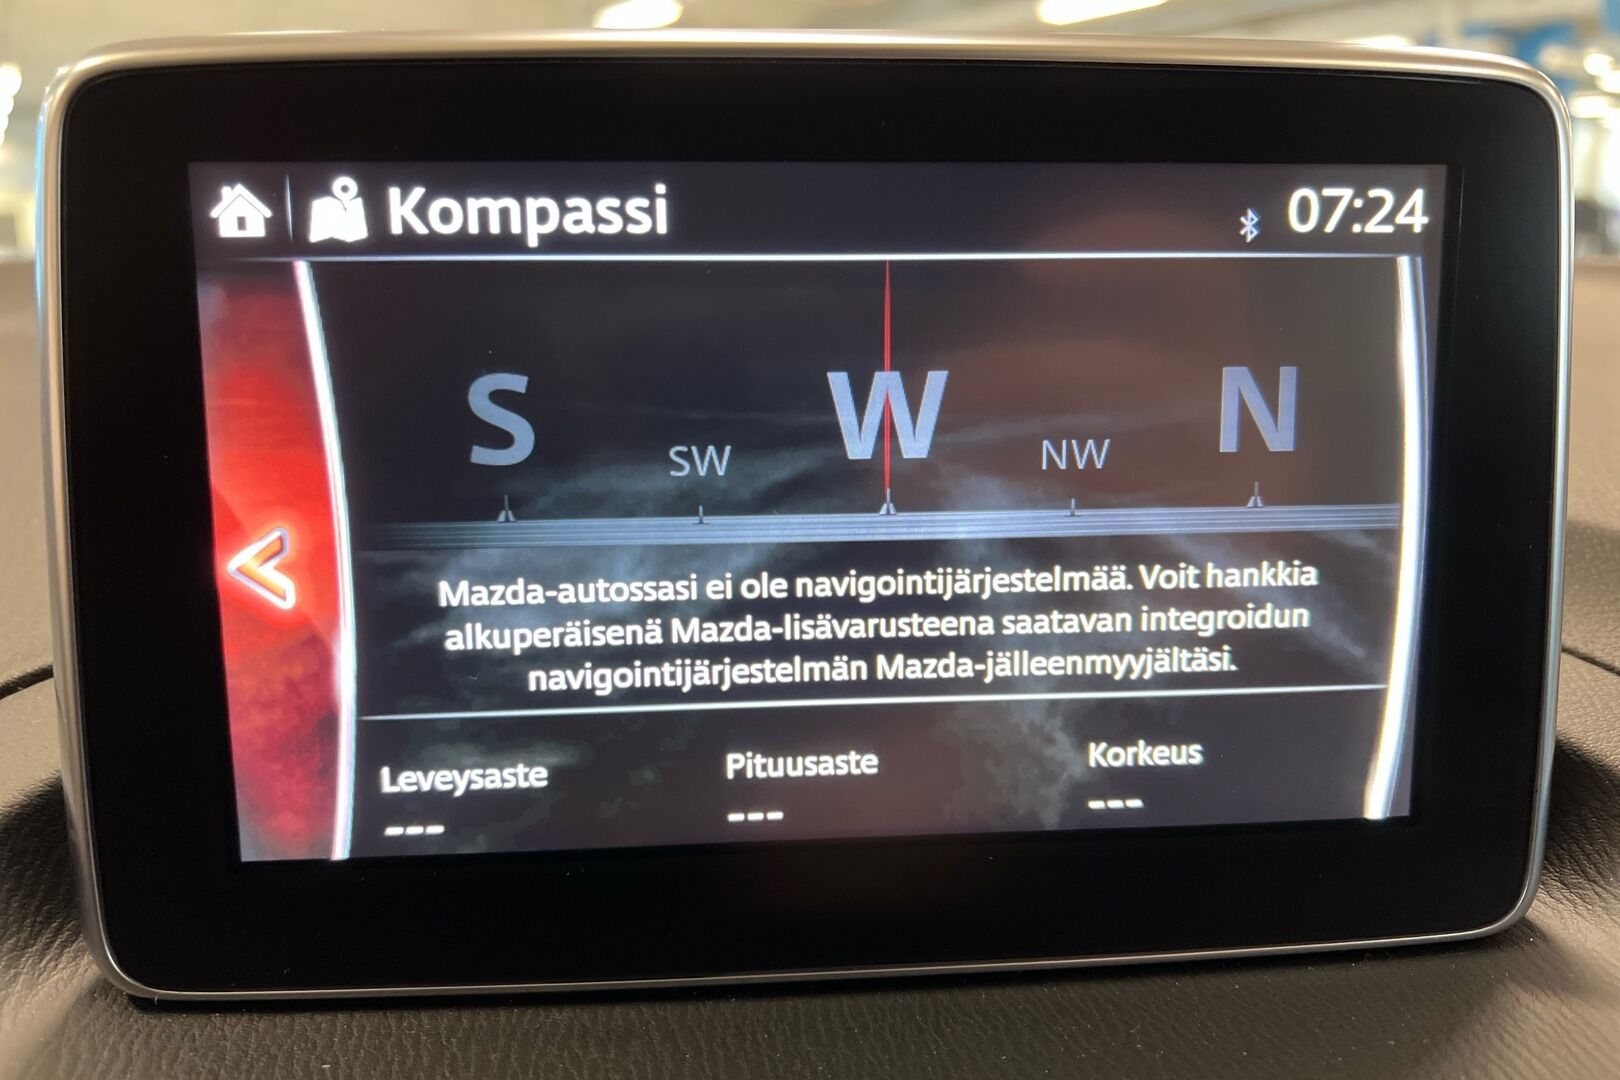 Kompassi
07:24
S SW W NW N
Mazda-autossasi ei ole navigointijärjestelmää. Voit hankkia
alkuperäisenä Mazda-lisävarusteena saatavan integroidun
navigointijärjestelmän Mazda-jälleenmyyjältäsi.
Leveysaste Pituusaste Korkeus
--- --- ---